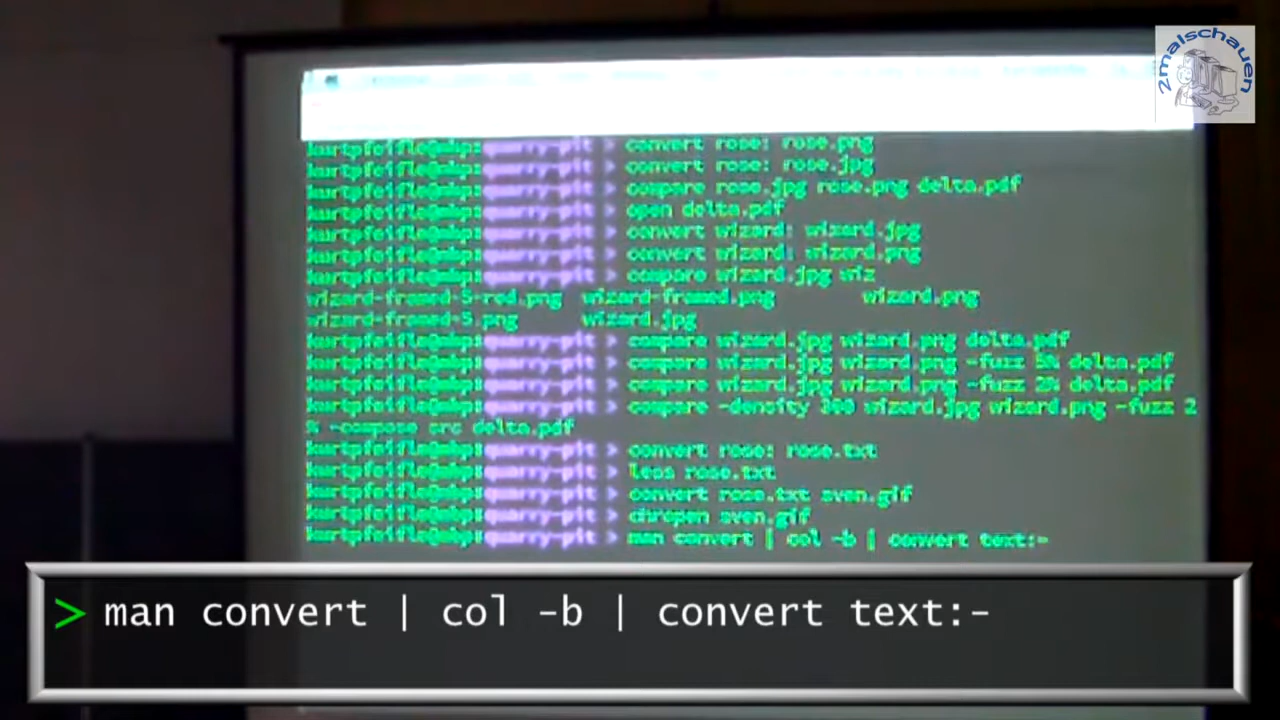 2malschauen
kurtpfeifle@mbp:quarry-pit > convert rose: rose.png
kurtpfeifle@mbp:quarry-pit > convert rose: rose.jpg
kurtpfeifle@mbp:quarry-pit > compare rose.jpg rose.png delta.pdf
kurtpfeifle@mbp:quarry-pit > open delta.pdf
kurtpfeifle@mbp:quarry-pit > convert wizard: wizard.jpg
kurtpfeifle@mbp:quarry-pit > convert wizard: wizard.png
kurtpfeifle@mbp:quarry-pit > compare wizard.jpg wiz
wizard-framed-5-red.png wizard-framed.png wizard.png
wizard-framed-5.png wizard.jpg
kurtpfeifle@mbp:quarry-pit > compare wizard.jpg wizard.png delta.pdf
kurtpfeifle@mbp:quarry-pit > compare wizard.jpg wizard.png -fuzz 5% delta.pdf
kurtpfeifle@mbp:quarry-pit > compare wizard.jpg wizard.png -fuzz 2% delta.pdf
kurtpfeifle@mbp:quarry-pit > compare -density 300 wizard.jpg wizard.png -fuzz 2
% -compose src delta.pdf
kurtpfeifle@mbp:quarry-pit > convert rose: rose.txt
kurtpfeifle@mbp:quarry-pit > less rose.txt
kurtpfeifle@mbp:quarry-pit > convert rose.txt sven.gif
kurtpfeifle@mbp:quarry-pit > chropen sven.gif
kurtpfeifle@mbp:quarry-pit > man convert | col -b | convert text:-
> man convert | col -b | convert text:-